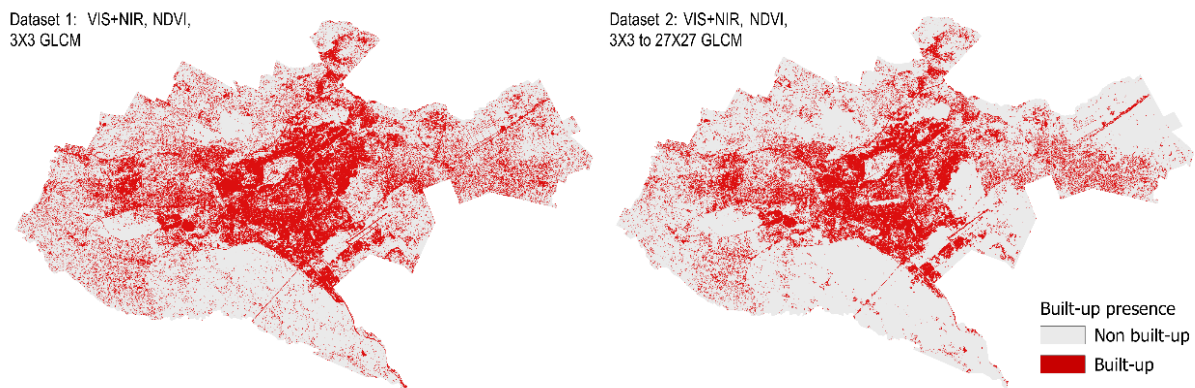 Dataset 1: VIS+NIR, NDVI,
3X3 GLCM
Dataset 2: VIS+NIR, NDVI,
3X3 to 27X27 GLCM
Built-up presence
Non built-up
Built-up